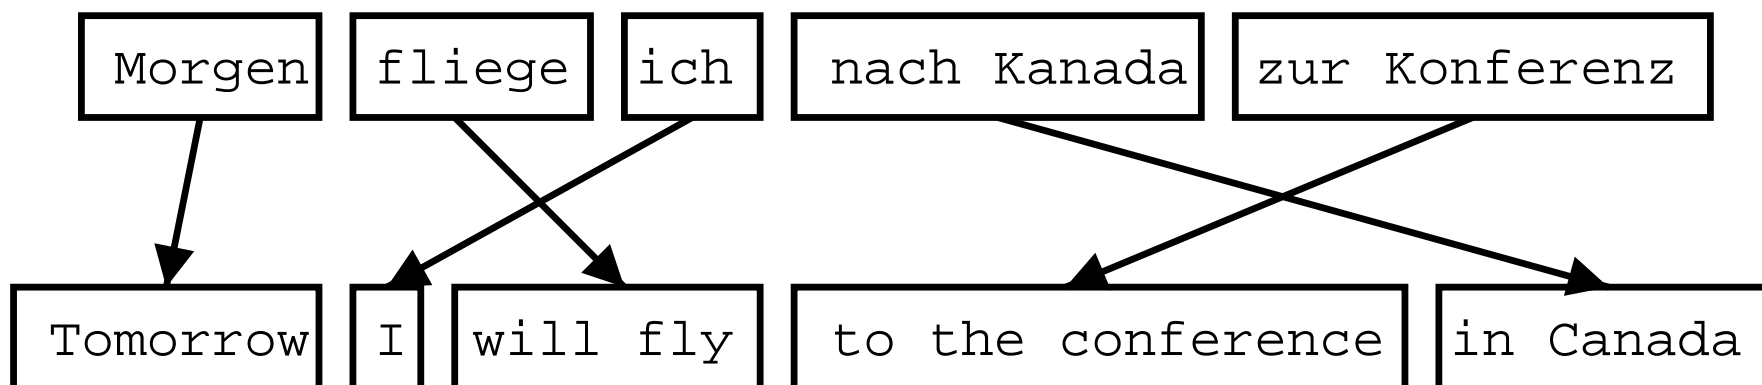 Morgen fliege ich nach Kanada zur Konferenz
Tomorrow I will fly to the conference in Canada